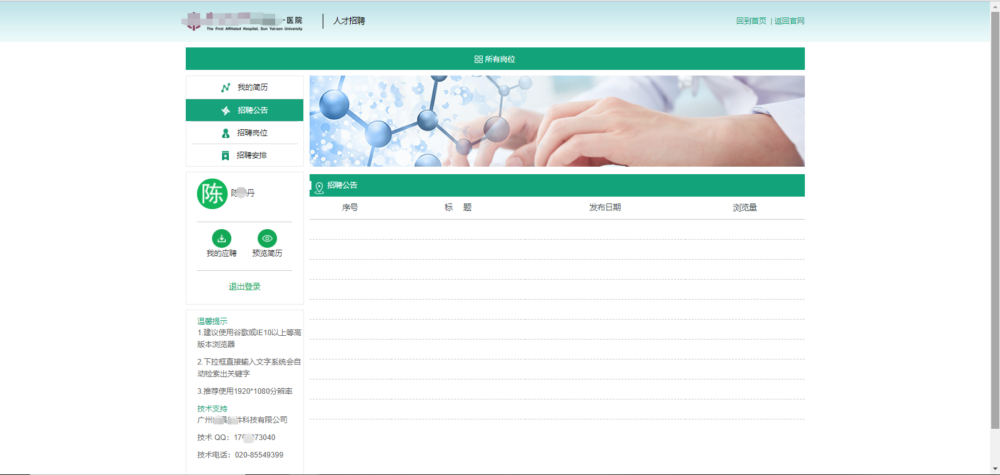 医院
The First Affiliated Hospital, Sun Yat-sen University
人才招聘
回到首页 | 返回官网
所有岗位
我的简历
招聘公告
招聘岗位
招聘安排
陈
丹
我的应聘 预览简历
退出登录
温馨提示
1.建议使用谷歌或IE10以上等高
版本浏览器
2.下拉框直接输入文字系统会自
动检索出关键字
3.推荐使用1920*1080分辨率
技术支持
广州 件科技有限公司
技术 QQ：176 73040
技术电话：020-85549399
招聘公告
序号 标 题 发布日期 浏览量